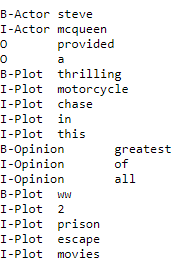 B-Actor steve
I-Actor mcqueen
O provided
O a
B-Plot thrilling
I-Plot motorcycle
I-Plot chase
I-Plot in
I-Plot this
B-Opinion greatest
I-Opinion of
I-Opinion all
B-Plot ww
I-Plot 2
I-Plot prison
I-Plot escape
I-Plot movies